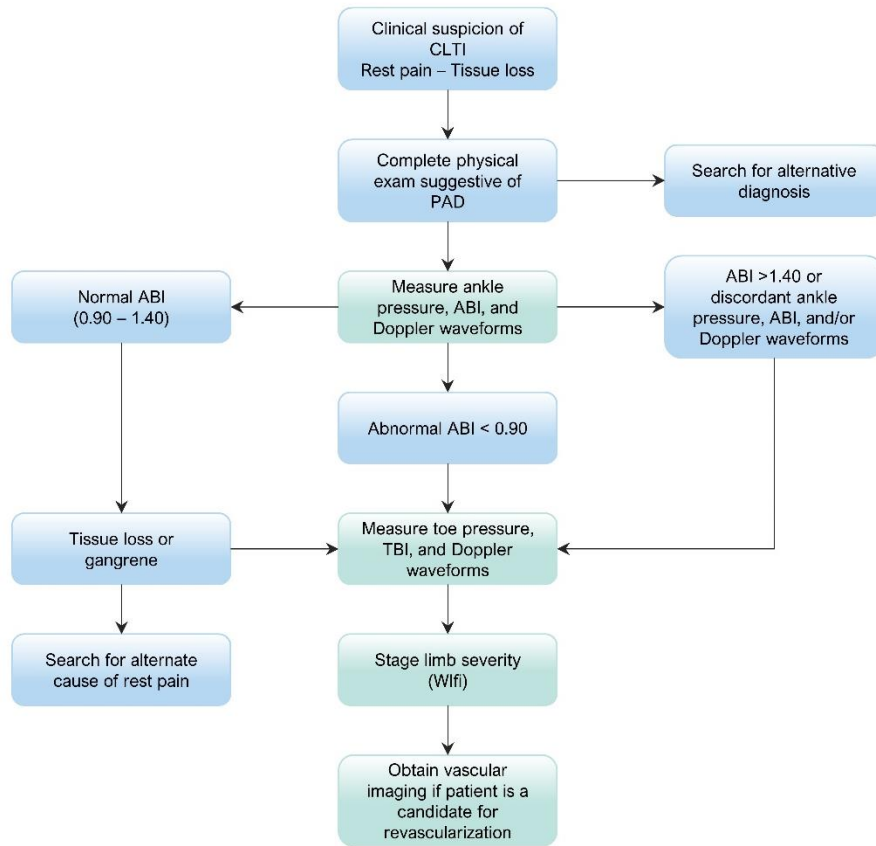 Clinical suspicion of
CLTI
Rest pain – Tissue loss
Complete physical
exam suggestive of
PAD
Search for alternative
diagnosis
Normal ABI
(0.90 – 1.40)
Measure ankle
pressure, ABI, and
Doppler waveforms
ABI >1.40 or
discordant ankle
pressure, ABI, and/or
Doppler waveforms
Abnormal ABI < 0.90
Tissue loss or
gangrene
Measure toe pressure,
TBI, and Doppler
waveforms
Search for alternate
cause of rest pain
Stage limb severity
(WIfi)
Obtain vascular
imaging if patient is a
candidate for
revascularization